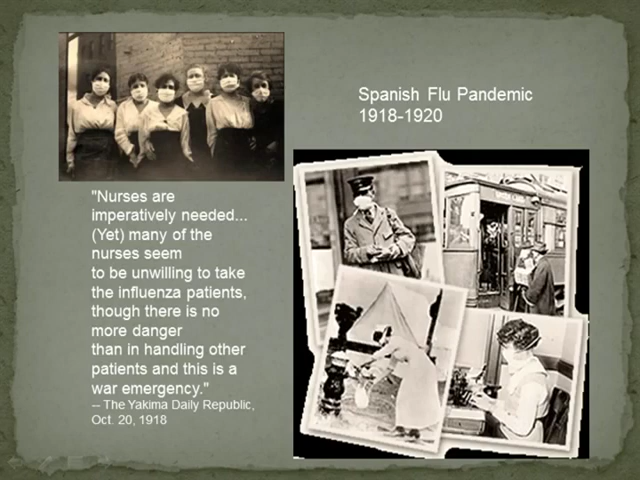 Spanish Flu Pandemic
1918-1920
"Nurses are
imperatively needed...
(Yet) many of the
nurses seem
to be unwilling to take
the influenza patients,
though there is no
more danger
than in handling other
patients and this is a
war emergency."
-- The Yakima Daily Republic,
Oct. 20, 1918